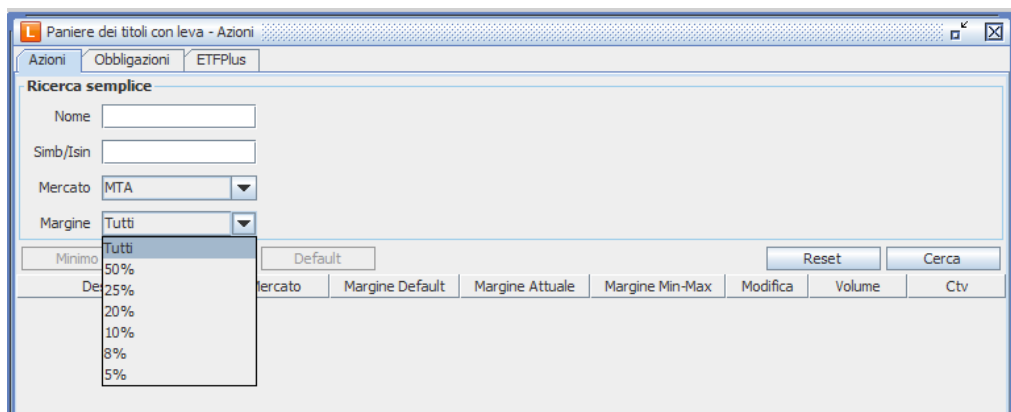 L Paniere dei titoli con leva - Azioni
Azioni Obbligazioni ETFPlus
Ricerca semplice
Nome
Simb/Isin
Mercato MTA
Margine Tutti
Tutti
50%
25%
20%
10%
8%
5%
Minimo Default Reset Cerca
Margine Default Margine Attuale Margine Min-Max Modifica Volume Ctv